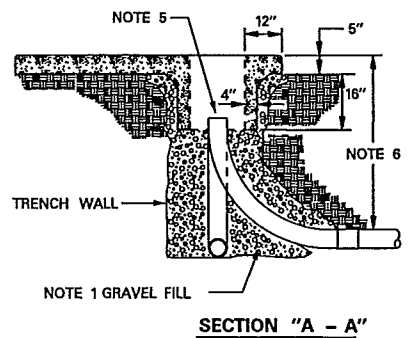 NOTE 5
12"
5"
4"
16"
NOTE 6
TRENCH WALL
NOTE 1 GRAVEL FILL
SECTION "A - A"